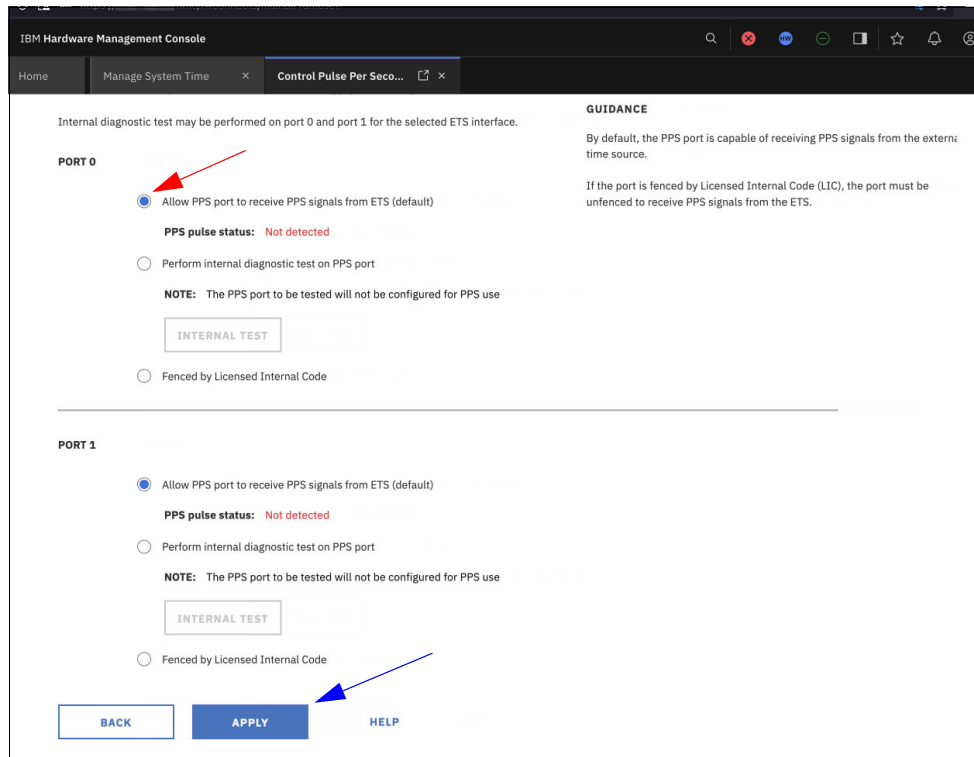 IBM Hardware Management Console
HW
Home
Manage System Time
Control Pulse Per Seco...
Internal diagnostic test may be performed on port 0 and port 1 for the selected ETS interface.
PORT 0
Allow PPS port to receive PPS signals from ETS (default)
PPS pulse status: Not detected
Perform internal diagnostic test on PPS port
NOTE: The PPS port to be tested will not be configured for PPS use
INTERNAL TEST
Fenced by Licensed Internal Code
PORT 1
Allow PPS port to receive PPS signals from ETS (default)
PPS pulse status: Not detected
Perform internal diagnostic test on PPS port
NOTE: The PPS port to be tested will not be configured for PPS use
INTERNAL TEST
Fenced by Licensed Internal Code
BACK
APPLY
HELP
GUIDANCE
By default, the PPS port is capable of receiving PPS signals from the externa
time source.
If the port is fenced by Licensed Internal Code (LIC), the port must be
unfenced to receive PPS signals from the ETS.